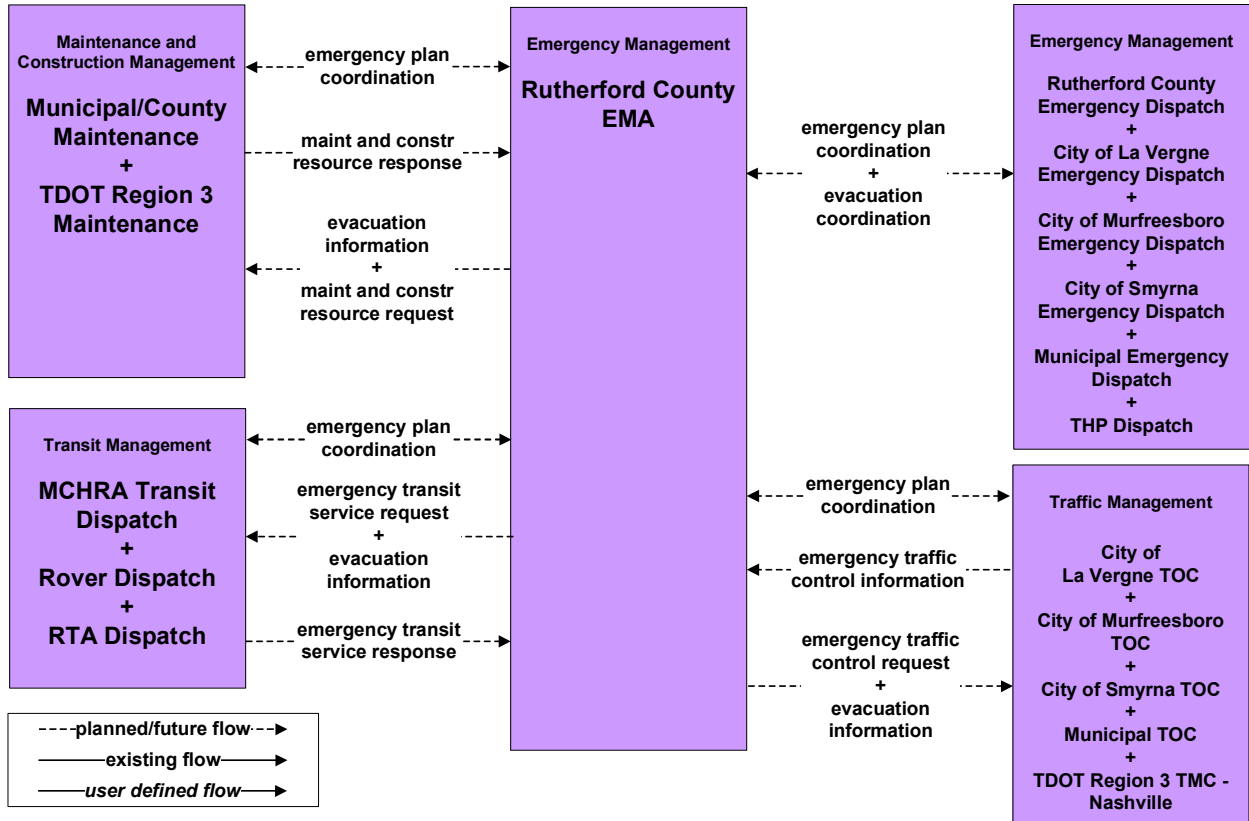 Maintenance and
Construction Management
Municipal/County
Maintenance
+
TDOT Region 3
Maintenance
emergency plan
coordination
maint and constr
resource response
evacuation
information
+
maint and constr
resource request
Transit Management
MCHRA Transit
Dispatch
+
Rover Dispatch
+
RTA Dispatch
emergency plan
coordination
emergency transit
service request
+
evacuation
information
emergency transit
service response
planned/future flow
existing flow
user defined flow
Emergency Management
Rutherford County
EMA
emergency plan
coordination
+
evacuation
coordination
Emergency Management
Rutherford County
Emergency Dispatch
+
City of La Vergne
Emergency Dispatch
+
City of Murfreesboro
Emergency Dispatch
+
City of Smyrna
Emergency Dispatch
+
Municipal Emergency
Dispatch
+
THP Dispatch
emergency plan
coordination
emergency traffic
control information
emergency traffic
control request
+
evacuation
information
Traffic Management
City of
La Vergne TOC
+
City of Murfreesboro
TOC
+
City of Smyrna TOC
+
Municipal TOC
+
TDOT Region 3 TMC -
Nashville